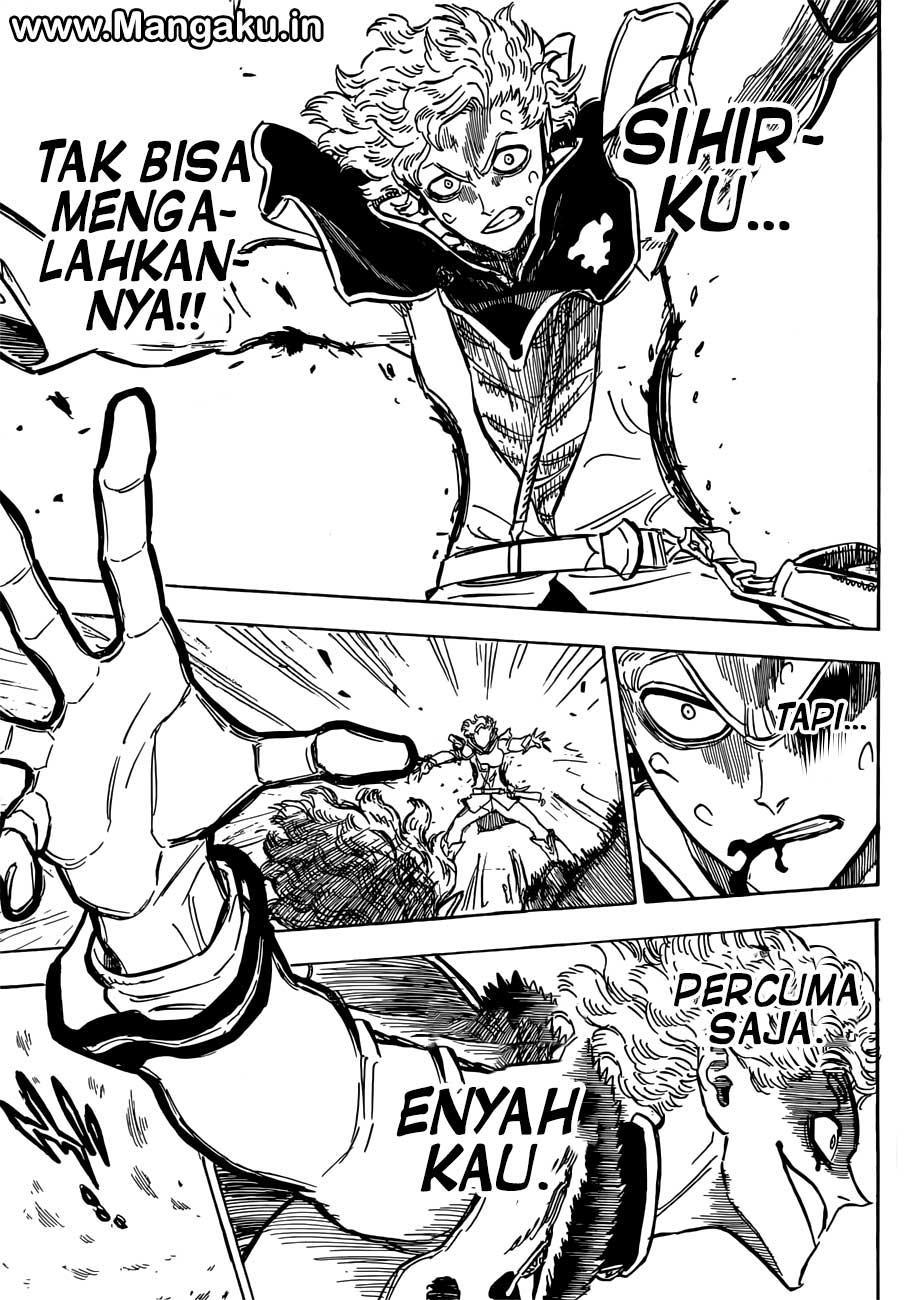 www.Mangaku.in
SIHIR-
KU...
TAK BISA
MENGA-
LAHKAN-
NYA!!
TAPI...
PERCUMA
SAJA.
ENYAH
KAU.